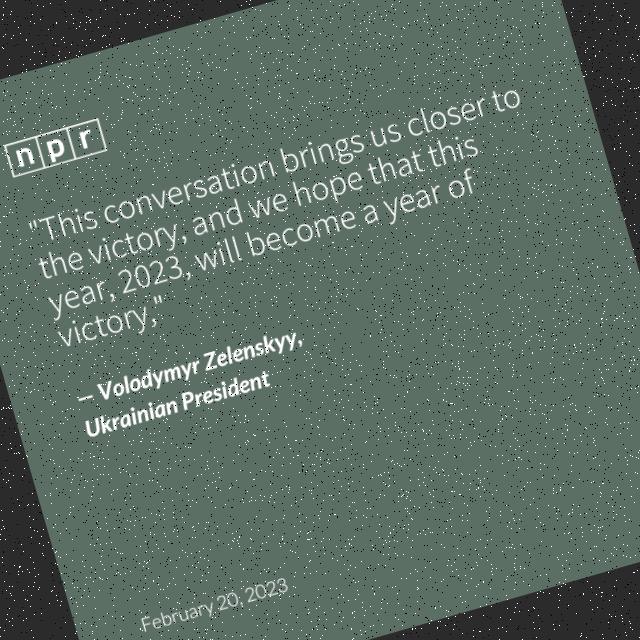 npr
"This conversation brings us closer to
the victory, and we hope that this
year, 2023, will become a year of
victory,"
— Volodymyr Zelenskyy,
Ukrainian President
February 20, 2023